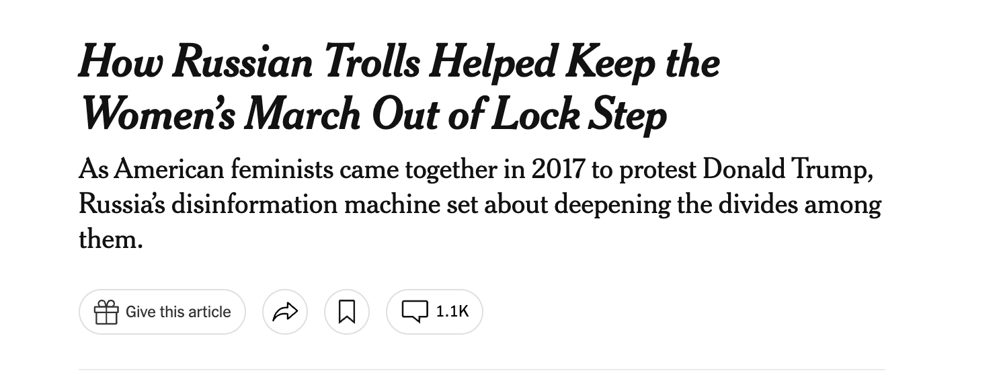 How Russian Trolls Helped Keep the
Women’s March Out of Lock Step
As American feminists came together in 2017 to protest Donald Trump,
Russia’s disinformation machine set about deepening the divides among
them.
Give this article 1.1K